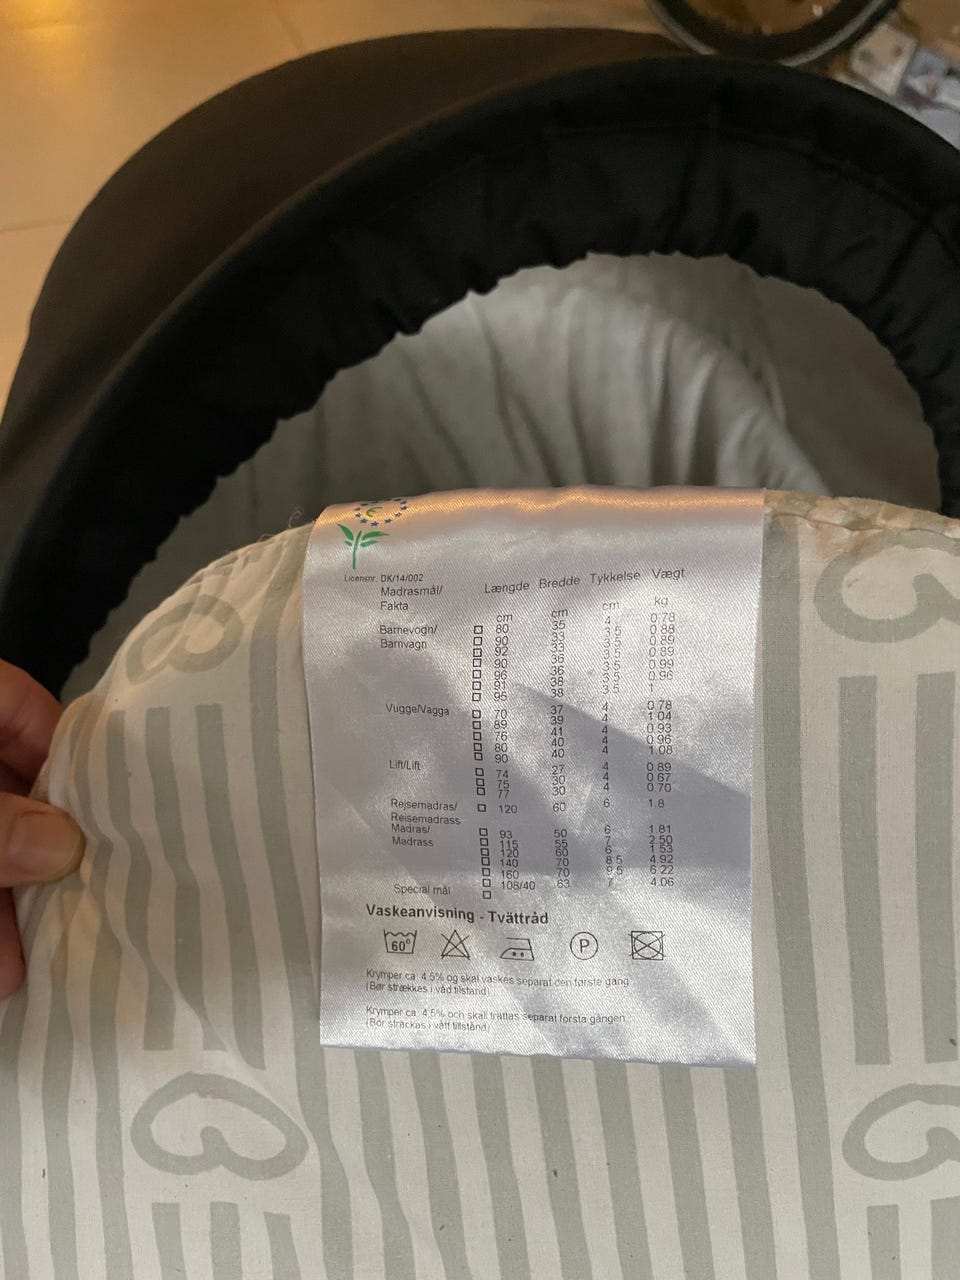 Licensnr. DK/14/002
Madrasmål/ Længde Bredde Tykkelse Vægt
Fakta
cm cm cm kg
Barnevogn/ 80 35 4 0.78
Barnvagn 90 33 3.5 0.88
92 33 3.5 0.89
90 36 3.5 0.89
96 36 3.5 0.99
91 38 3.5 0.96
95 38 3.5 1
Vugge/Vagga 70 37 4 0.78
89 39 4 1.04
76 41 4 0.93
80 40 4 0.96
90 40 4 1.08
Lift/Lift 74 27 4 0.89
75 30 4 0.67
77 30 4 0.70
Rejsemadras/ 120 60 6 1.8
Reisemadrass
Madras/ 93 50 6 1.81
Madrass 115 55 7 2.50
120 60 6 1.53
140 70 8.5 4.92
160 70 9.5 6.22
108/40 63 7 4.06
Special mål
Vaskeanvisning - Tvättråd
60°
P
Krymper ca. 4.5% og skal vaskes separat den første gang
(Bør strækkes i våd tilstand)
Krymper ca. 4.5% och skall tvättas separat första gången
(Bör sträckas i vått tillstånd)